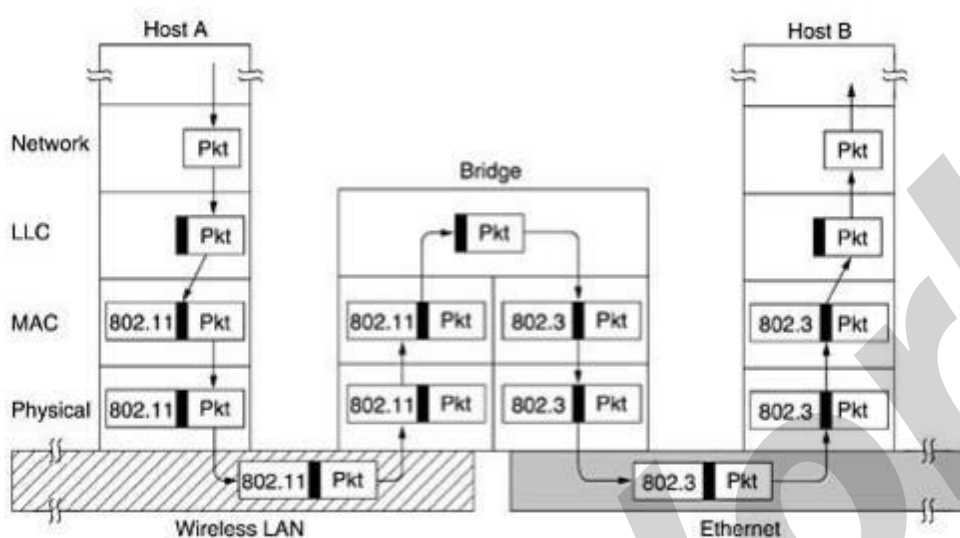 Host A
Host B
Network
Pkt
Pkt
Bridge
LLC
Pkt
Pkt
Pkt
MAC
802.11 Pkt
802.11 Pkt
802.3 Pkt
802.3 Pkt
Physical
802.11 Pkt
802.11 Pkt
802.3 Pkt
802.3 Pkt
802.11 Pkt
802.3 Pkt
Wireless LAN
Ethernet